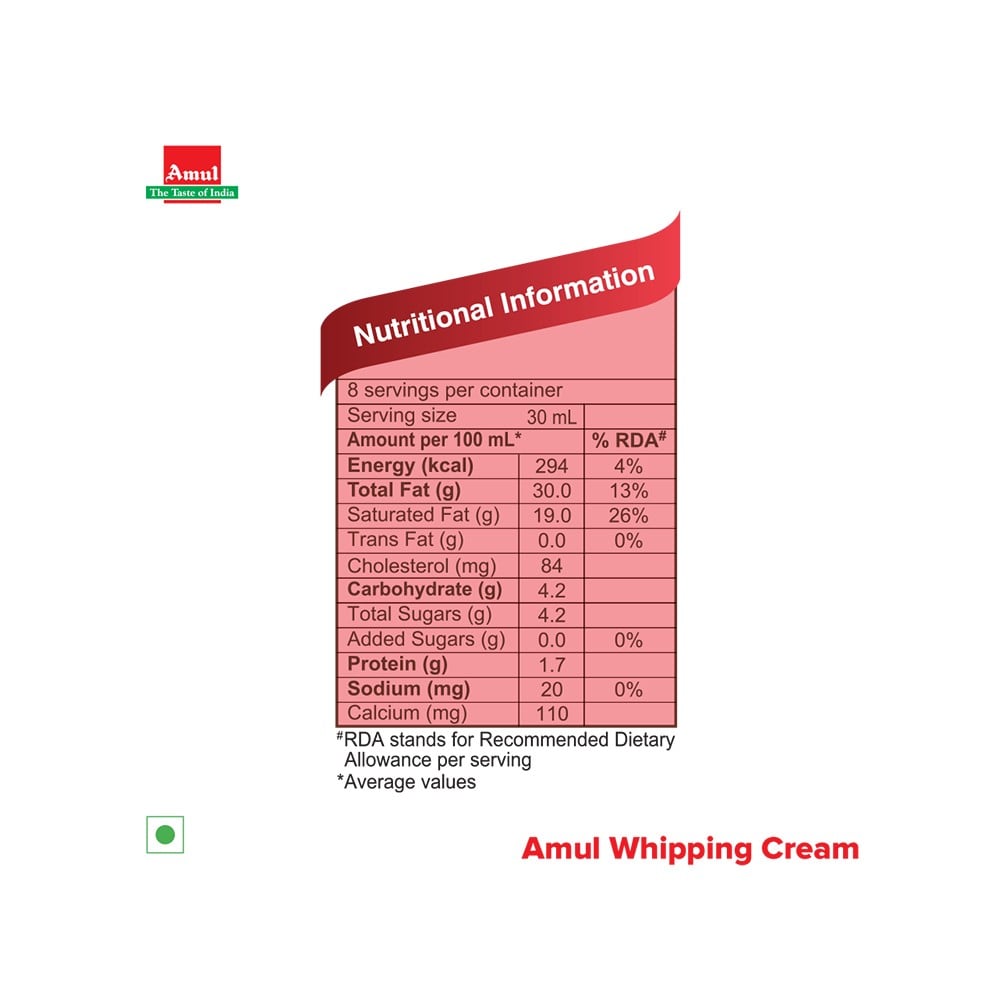 Amul
The Taste of India
Nutritional Information
8 servings per container
Serving size 30 mL
Amount per 100 mL* % RDA#
Energy (kcal) 294 4%
Total Fat (g) 30.0 13%
Saturated Fat (g) 19.0 26%
Trans Fat (g) 0.0 0%
Cholesterol (mg) 84
Carbohydrate (g) 4.2
Total Sugars (g) 4.2
Added Sugars (g) 0.0 0%
Protein (g) 1.7
Sodium (mg) 20 0%
Calcium (mg) 110
#RDA stands for Recommended Dietary
Allowance per serving
*Average values
Amul Whipping Cream